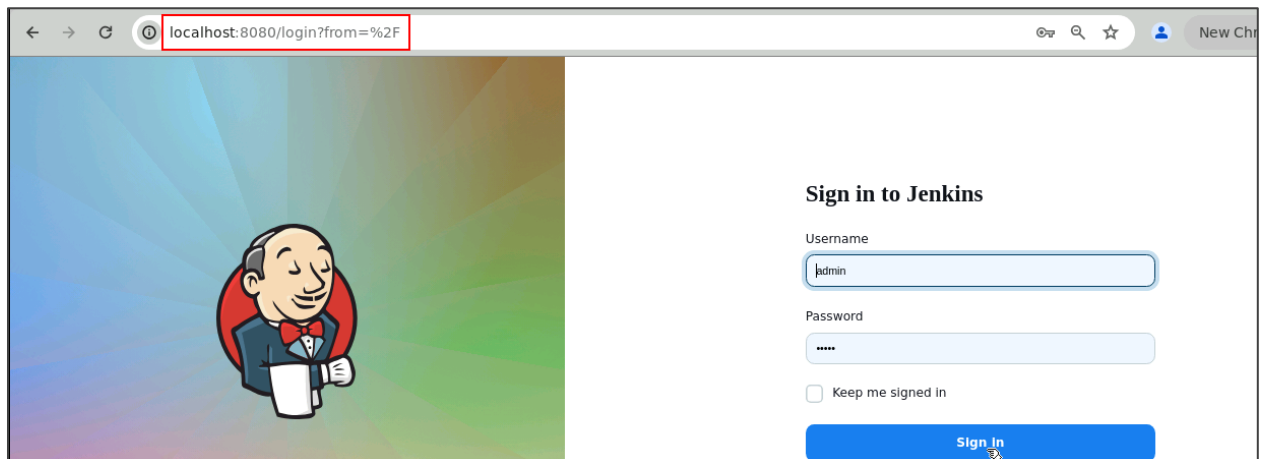 localhost:8080/login?from=%2F
New Chr
Sign in to Jenkins
Username
admin
Password
•••••
Keep me signed in
Sign in